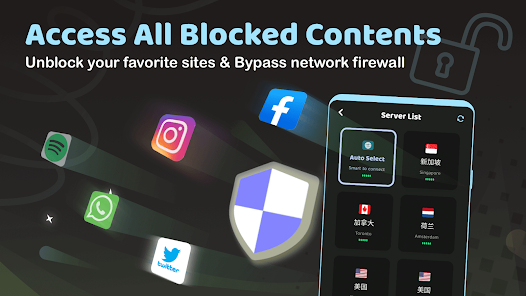 Access All Blocked Contents
Unblock your favorite sites & Bypass network firewall
Server List
Auto Select
Smart to connect
新加坡
Singapore
加拿大
Toronto
荷兰
Amsterdam
美国
美国
twitter